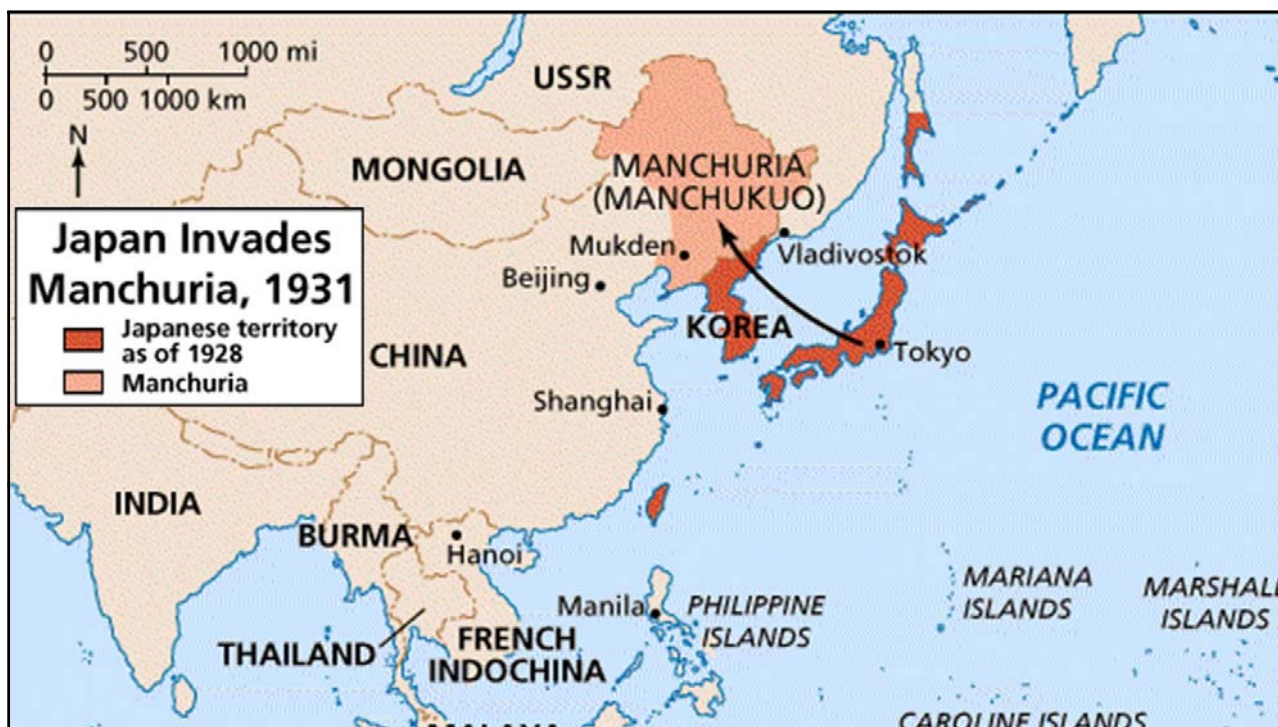 0 500 1000 mi
0 500 1000 km
N
USSR
MONGOLIA
MANCHURIA
(MANCHUKUO)
Japan Invades
Manchuria, 1931
Japanese territory
as of 1928
Manchuria
Mukden
Vladivostok
Beijing
KOREA
Tokyo
CHINA
Shanghai
PACIFIC
OCEAN
INDIA
BURMA
Hanoi
MARIANA
ISLANDS
MARSHALL
ISLANDS
Manila
PHILIPPINE
ISLANDS
THAILAND
FRENCH
INDOCHINA
CAROLINE ISLANDS